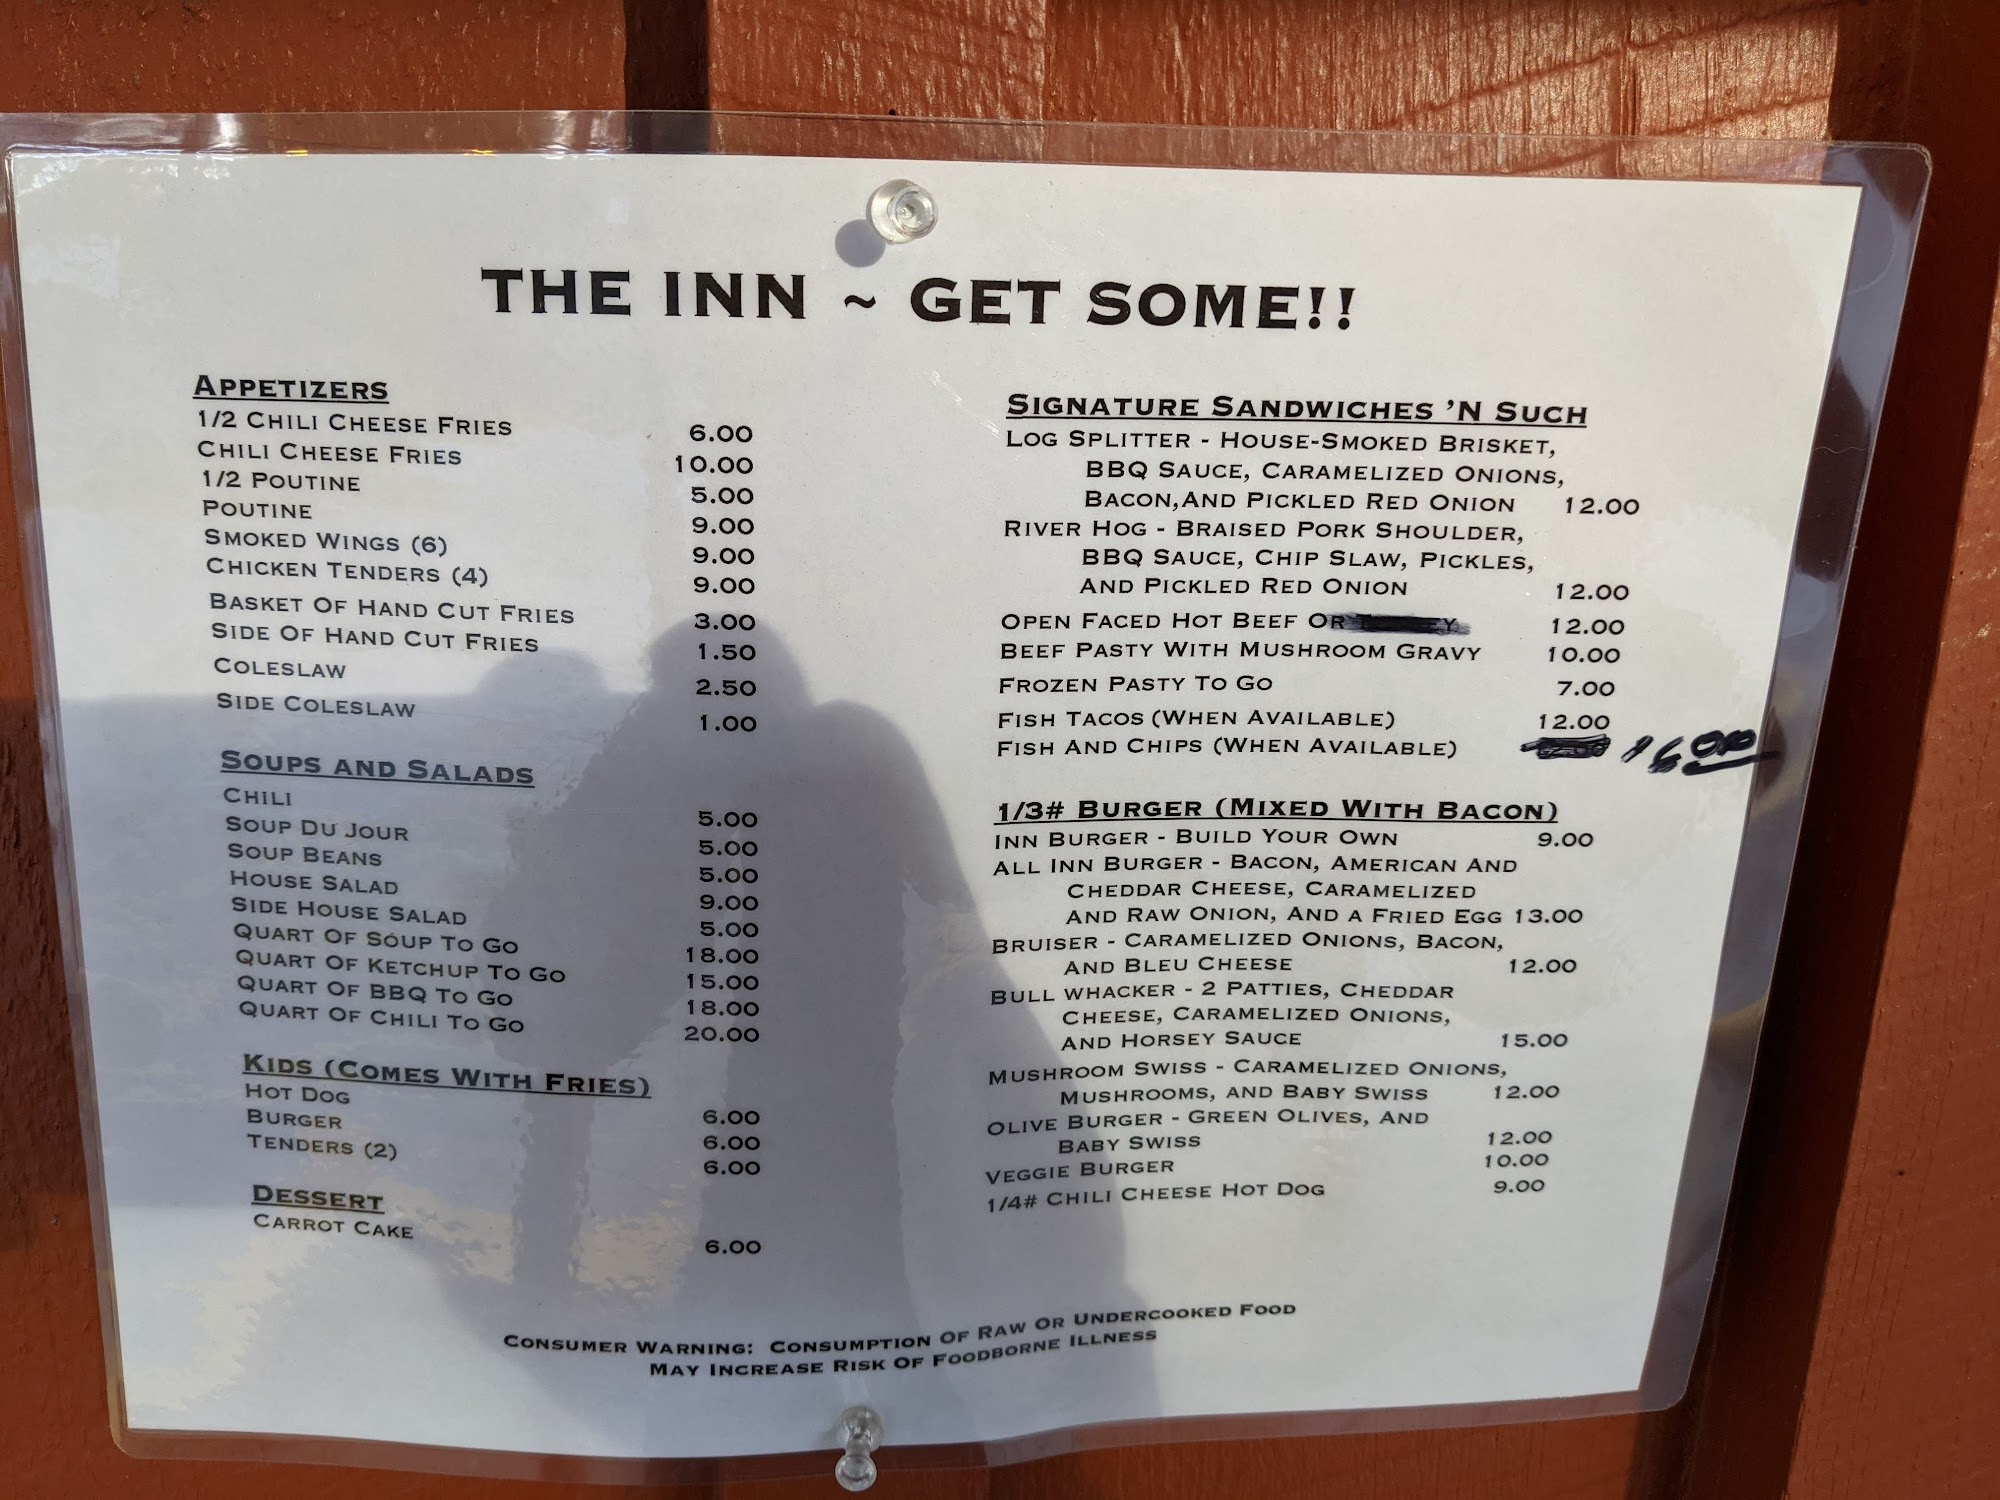 THE INN ~ GET SOME!!
APPETIZERS
1/2 CHILI CHEESE FRIES 6.00
CHILI CHEESE FRIES 10.00
1/2 POUTINE 5.00
POUTINE 9.00
SMOKED WINGS (6) 9.00
CHICKEN TENDERS (4) 9.00
BASKET OF HAND CUT FRIES 3.00
SIDE OF HAND CUT FRIES 1.50
COLESLAW 2.50
SIDE COLESLAW 1.00
SOUPS AND SALADS
CHILI 5.00
SOUP DU JOUR 5.00
SOUP BEANS 5.00
HOUSE SALAD 9.00
SIDE HOUSE SALAD 5.00
QUART OF SOUP TO GO 18.00
QUART OF KETCHUP TO GO 15.00
QUART OF BBQ TO GO 18.00
QUART OF CHILI TO GO 20.00
KIDS (COMES WITH FRIES)
HOT DOG 6.00
BURGER 6.00
TENDERS (2) 6.00
DESSERT
CARROT CAKE 6.00
SIGNATURE SANDWICHES 'N SUCH
LOG SPLITTER - HOUSE-SMOKED BRISKET,
BBQ SAUCE, CARAMELIZED ONIONS,
BACON,AND PICKLED RED ONION 12.00
RIVER HOG - BRAISED PORK SHOULDER,
BBQ SAUCE, CHIP SLAW, PICKLES,
AND PICKLED RED ONION 12.00
OPEN FACED HOT BEEF OR 12.00
BEEF PASTY WITH MUSHROOM GRAVY 10.00
FROZEN PASTY TO GO 7.00
FISH TACOS (WHEN AVAILABLE) 12.00
FISH AND CHIPS (WHEN AVAILABLE) 16.00
1/3# BURGER (MIXED WITH BACON)
INN BURGER - BUILD YOUR OWN 9.00
ALL INN BURGER - BACON, AMERICAN AND
CHEDDAR CHEESE, CARAMELIZED
AND RAW ONION, AND A FRIED EGG 13.00
BRUISER - CARAMELIZED ONIONS, BACON,
AND BLEU CHEESE 12.00
BULL WHACKER - 2 PATTIES, CHEDDAR
CHEESE, CARAMELIZED ONIONS,
AND HORSEY SAUCE 15.00
MUSHROOM SWISS - CARAMELIZED ONIONS,
MUSHROOMS, AND BABY SWISS 12.00
OLIVE BURGER - GREEN OLIVES, AND
BABY SWISS 12.00
VEGGIE BURGER 10.00
1/4# CHILI CHEESE HOT DOG 9.00
CONSUMER WARNING: CONSUMPTION OF RAW OR UNDERCOOKED FOOD
MAY INCREASE RISK OF FOODBORNE ILLNESS